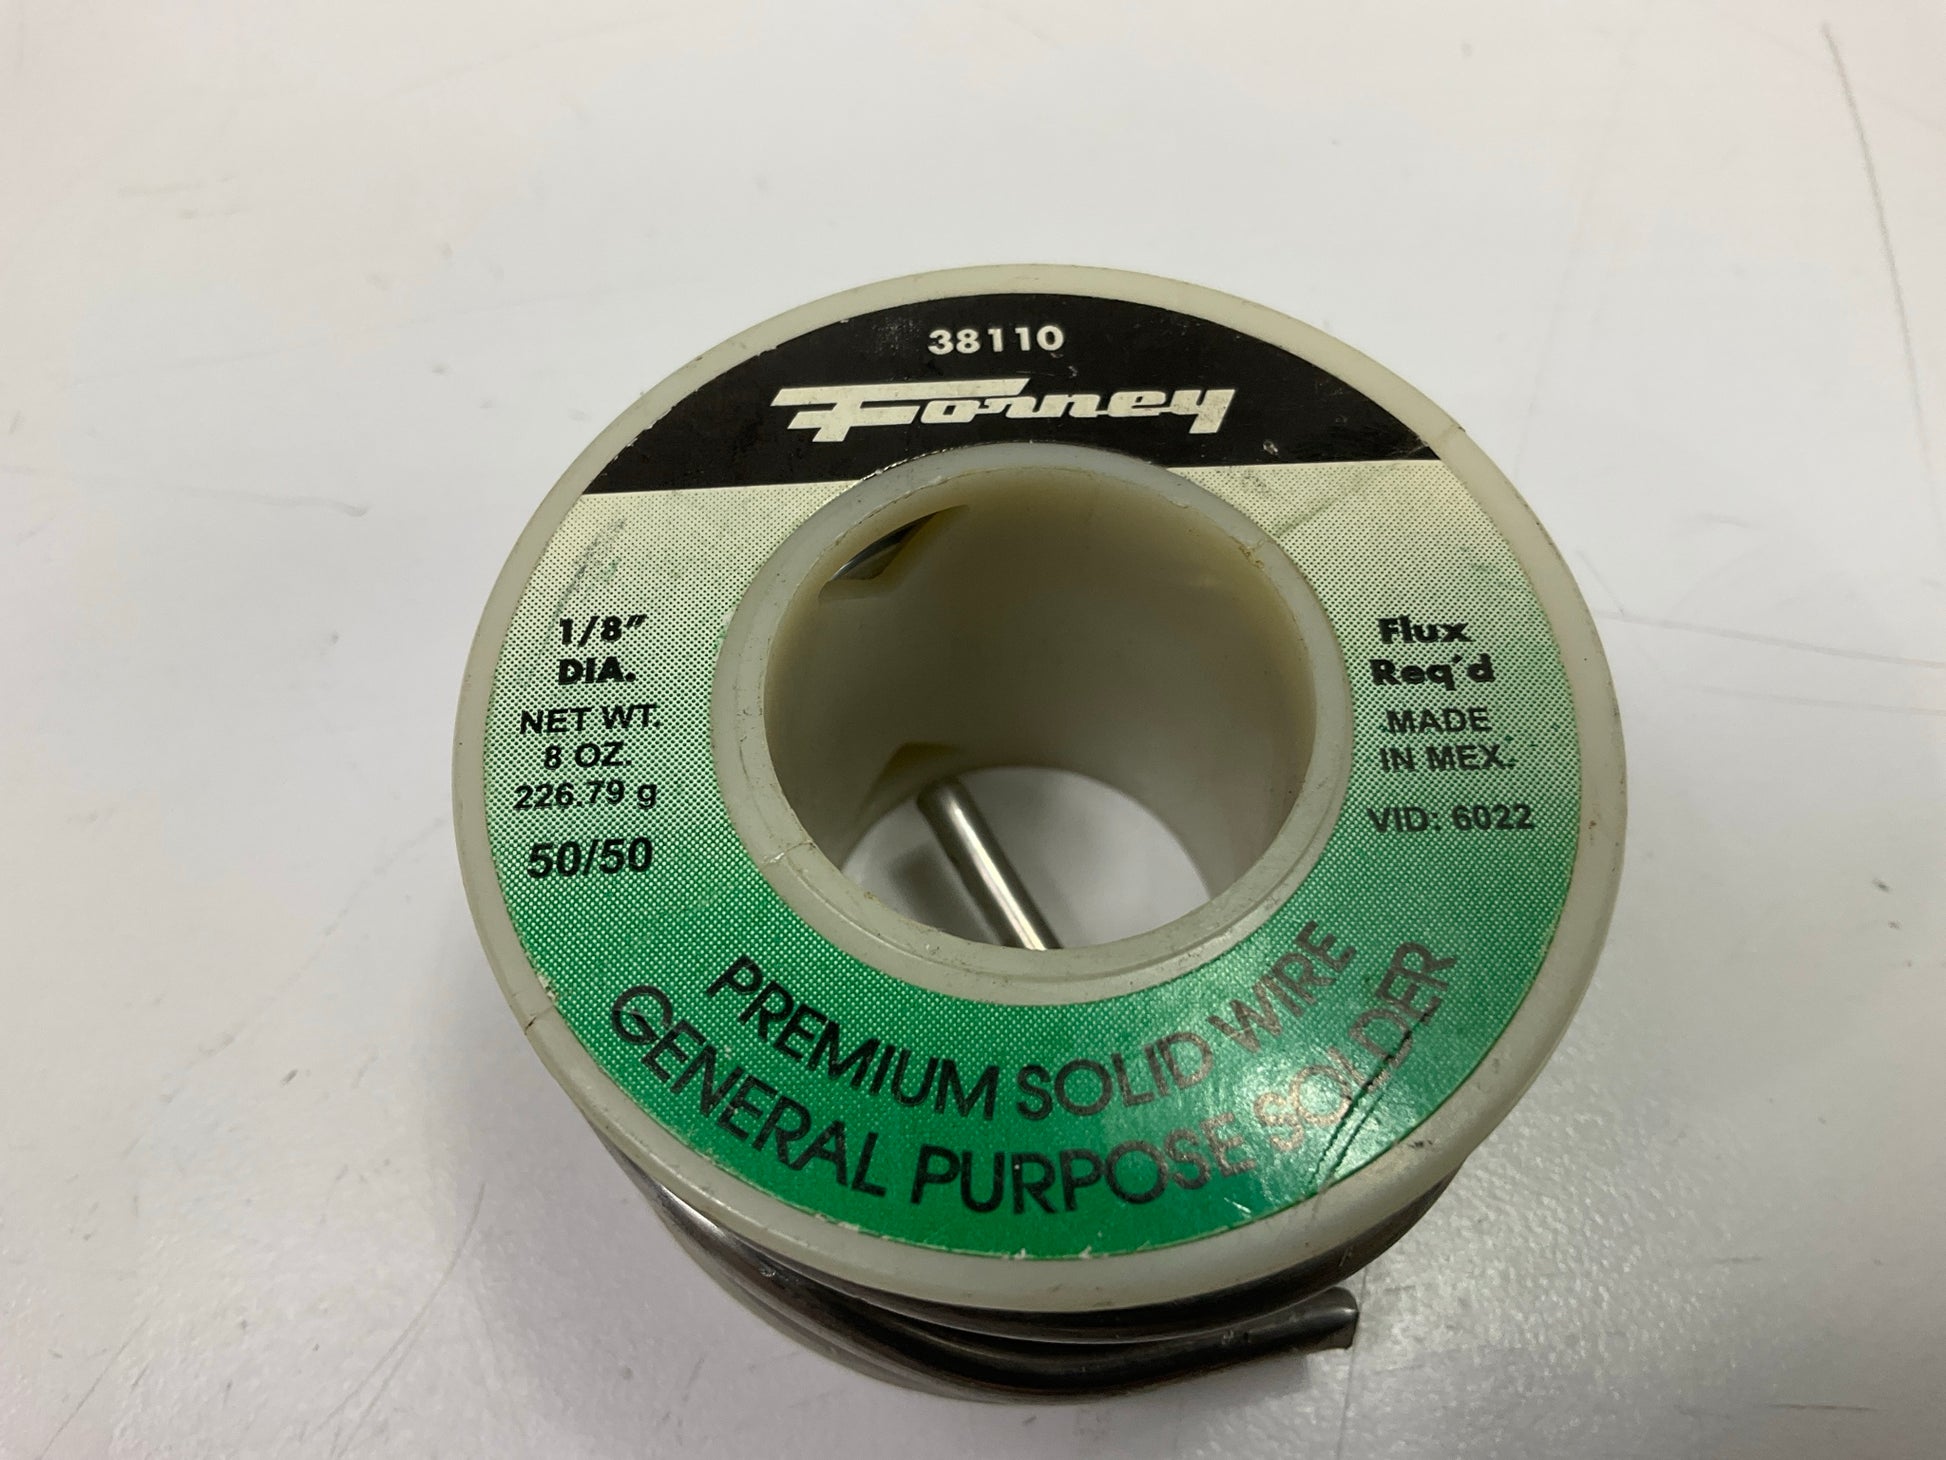 38110
Forney
1/8" DIA.
NET WT.
8 OZ.
226.79 g
50/50
Flux
Req'd
MADE
IN MEX.
VID: 6022
PREMIUM SOLID WIRE
GENERAL PURPOSE SOLDER